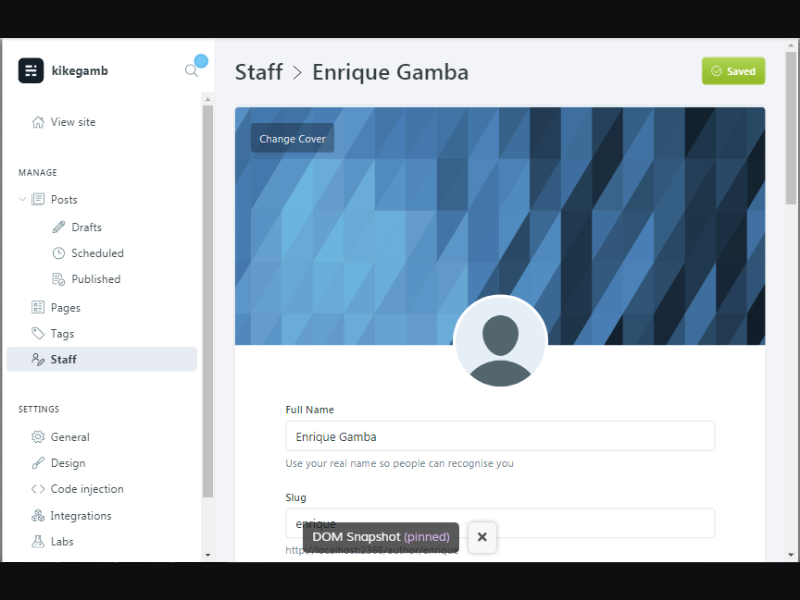 kikegamb
View site
MANAGE
Posts
Drafts
Scheduled
Published
Pages
Tags
Staff
SETTINGS
General
Design
Code injection
Integrations
Labs
Staff > Enrique Gamba
Saved
Change Cover
Full Name
Enrique Gamba
Use your real name so people can recognise you
Slug
enrique
http://localhost:2368/author/enrique
DOM Snapshot (pinned)